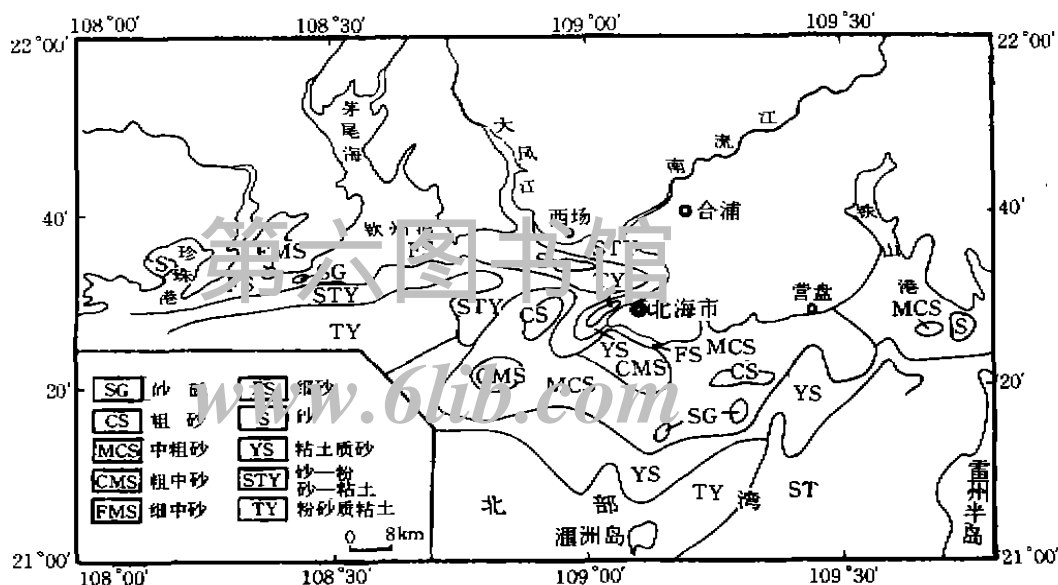 108°00′ 108°30′ 109°00′ 109°30′
22°00′ 22°00′
茅尾海
大风江
南流江
合浦
西场
铁山港
40′ 40′
钦州湾
珍珠港
FMS
S
SG
STY
STY
TY
TY
STY
CS
北海市
营盘
MCS
S
YS
FS
MCS
CMS
CMS
MCS
CS
YS
SG
20′ 20′
YS
TY
ST
北部湾
涠洲岛
雷州半岛
SG 砂砾
FS 细砂
CS 粗砂
S 砂
MCS 中粗砂
YS 粘土质砂
CMS 粗中砂
STY 砂—粉
砂—粘土
FMS 细中砂
TY 粉砂质粘土
0 8km
21°00′ 21°00′
108°00′ 108°30′ 109°00′ 109°30′
第六图书馆
www.6lib.com